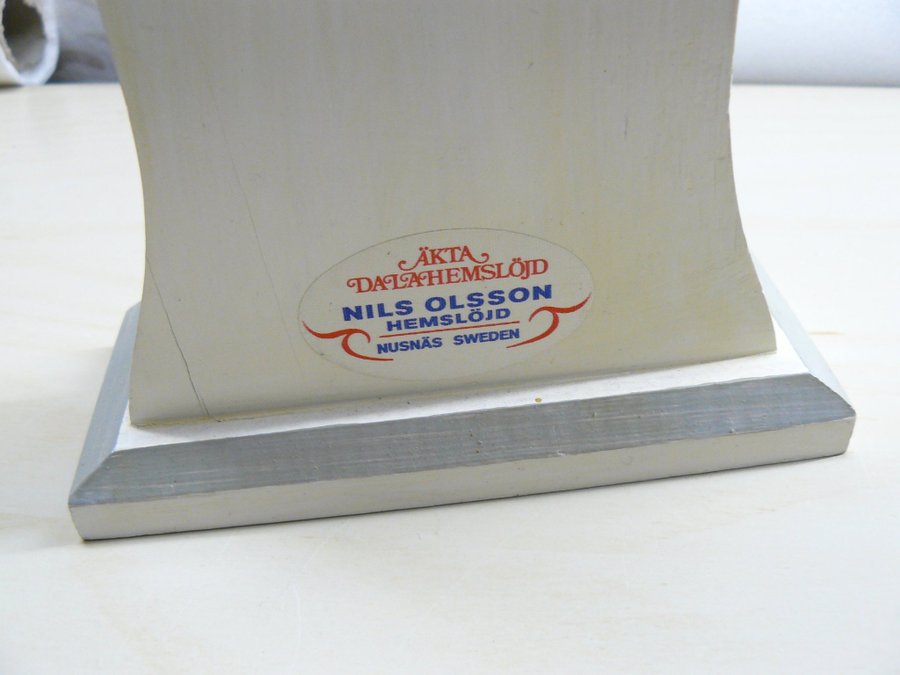 ÄKTA
DALAHEMSLÖJD
NILS OLSSON
HEMSLÖJD
NUSNÄS SWEDEN